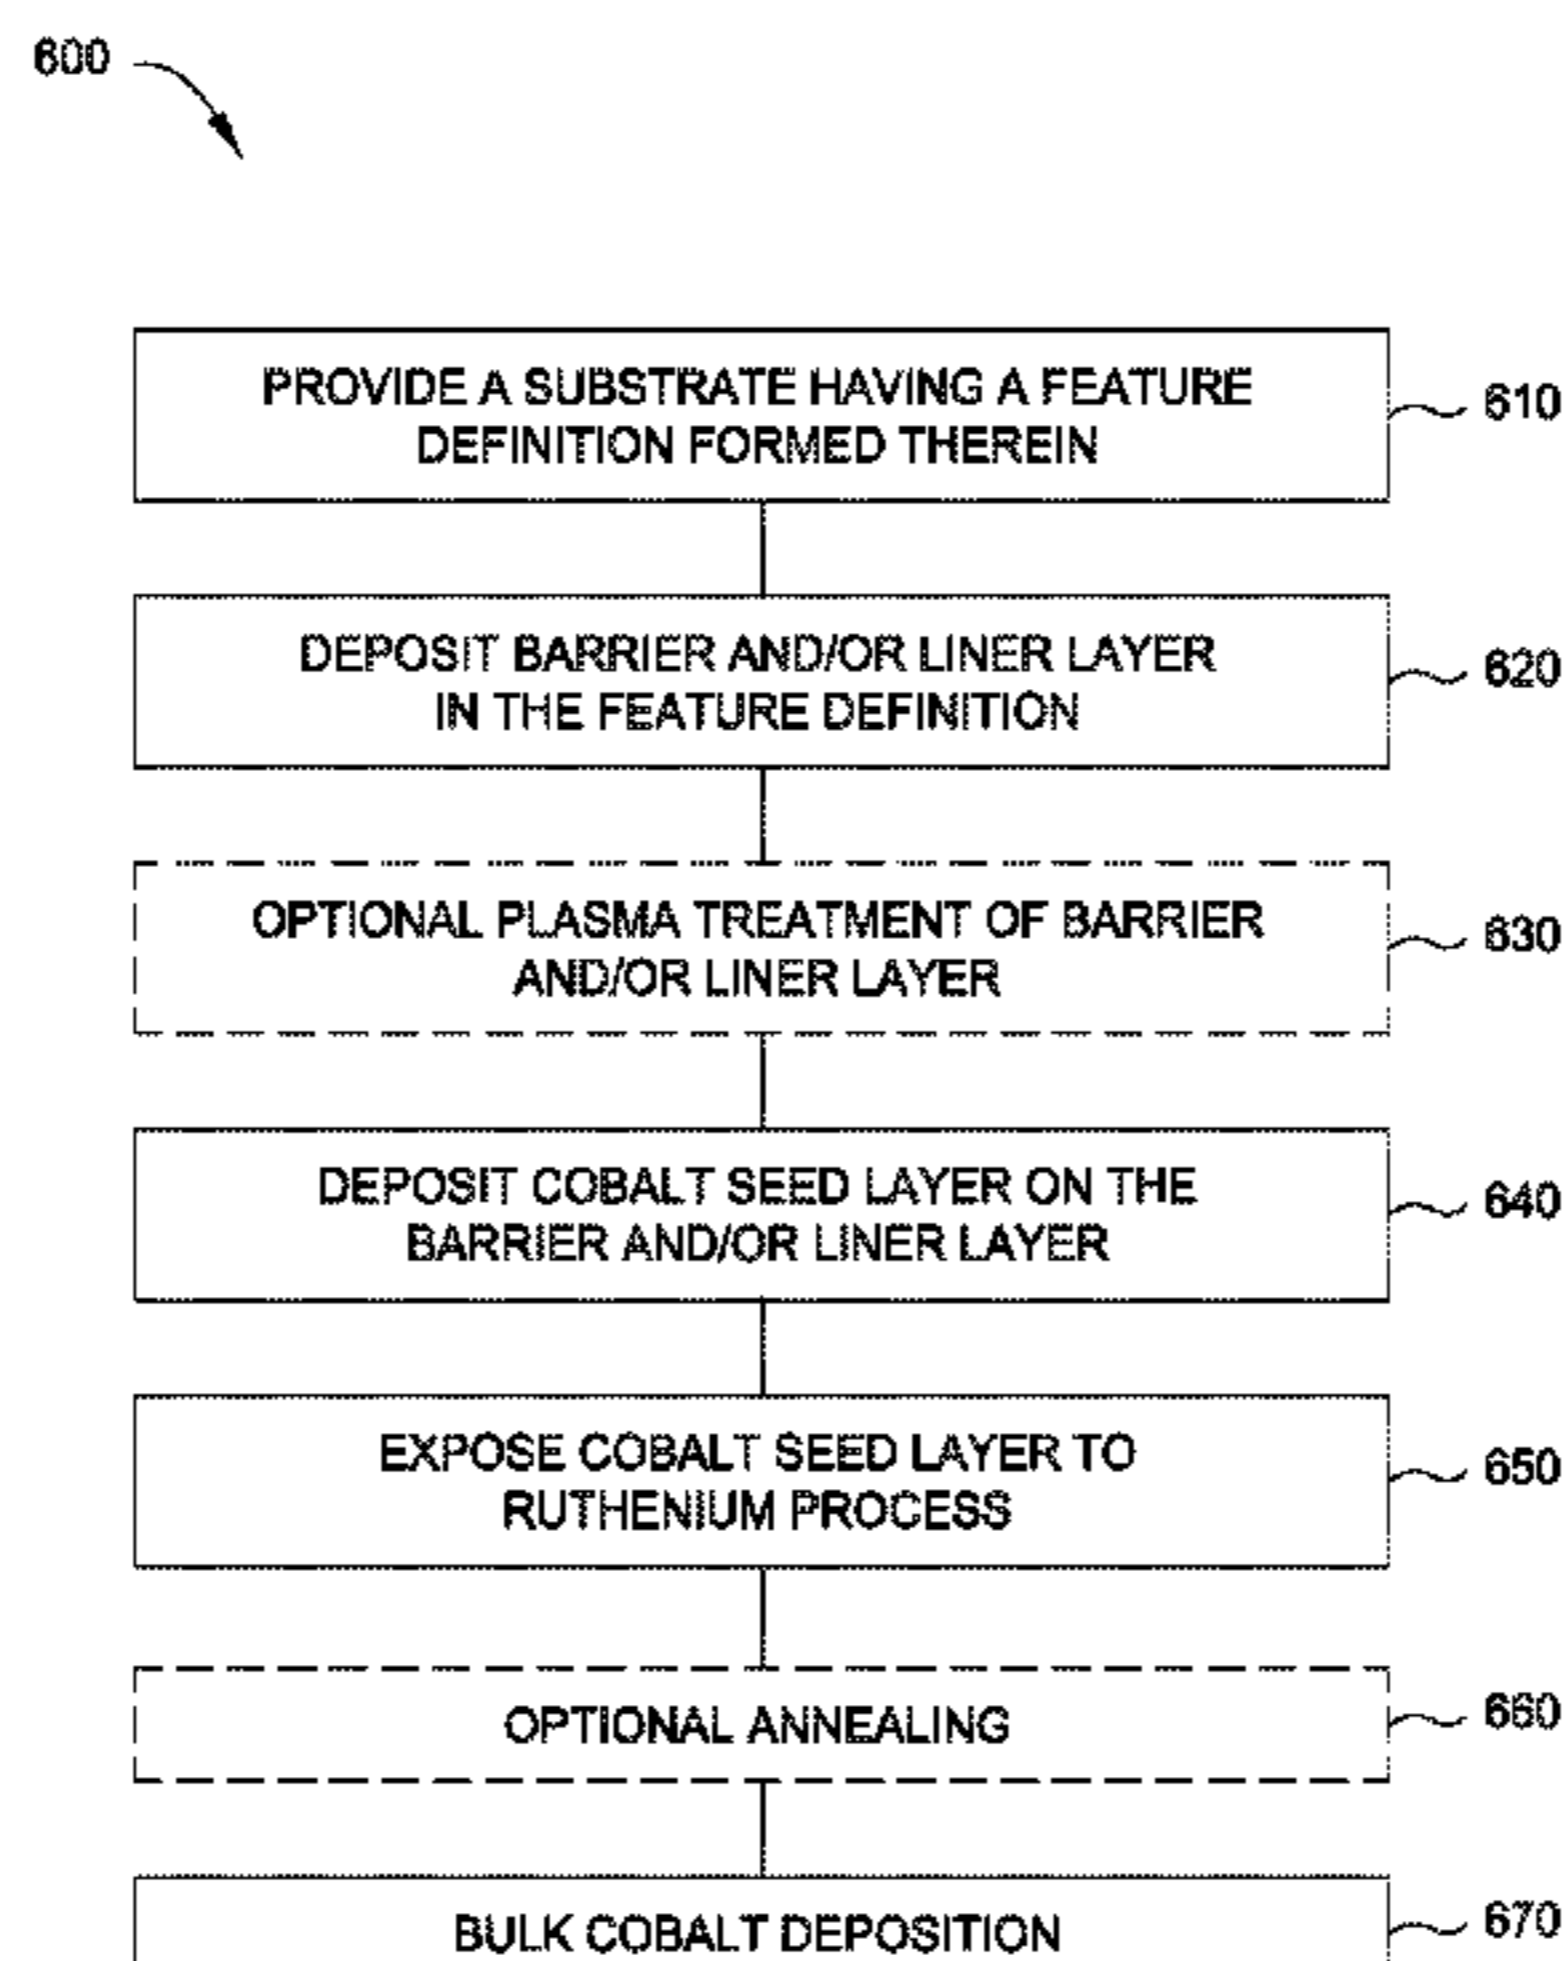 600
PROVIDE A SUBSTRATE HAVING A FEATURE
DEFINITION FORMED THEREIN
610
DEPOSIT BARRIER AND/OR LINER LAYER
IN THE FEATURE DEFINITION
620
OPTIONAL PLASMA TREATMENT OF BARRIER
AND/OR LINER LAYER
630
DEPOSIT COBALT SEED LAYER ON THE
BARRIER AND/OR LINER LAYER
640
EXPOSE COBALT SEED LAYER TO
RUTHENIUM PROCESS
650
OPTIONAL ANNEALING
660
BULK COBALT DEPOSITION
670